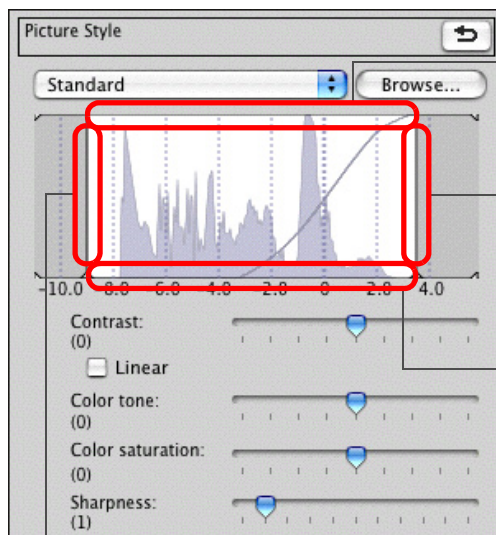 Picture Style
Standard
Browse...
-10.0 -8.0 -6.0 -4.0 -2.0 0 2.0 4.0
Contrast:
(0)
Linear
Color tone:
(0)
Color saturation:
(0)
Sharpness:
(1)